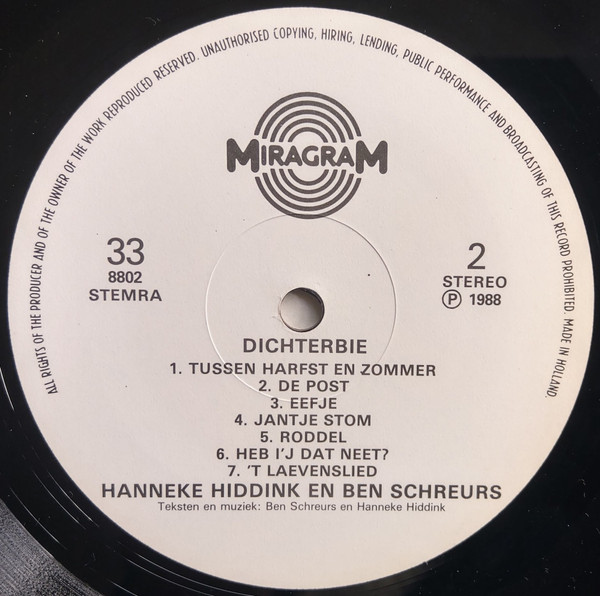 ALL RIGHTS OF THE PRODUCER AND OF THE OWNER OF THE WORK REPRODUCED RESERVED. UNAUTHORISED COPYING, HIRING, LENDING, PUBLIC PERFORMANCE AND BROADCASTING OF THIS RECORD PROHIBITED. MADE IN HOLLAND.
MIRAGRAM
33
8802
STEMRA
2
STEREO
Ⓟ 1988
DICHTERBIE
1. TUSSEN HARFST EN ZOMMER
2. DE POST
3. EEFJE
4. JANTJE STOM
5. RODDEL
6. HEB I'J DAT NEET?
7. 'T LAEVENSLIED
HANNEKE HIDDINK EN BEN SCHREURS
Teksten en muziek: Ben Schreurs en Hanneke Hiddink